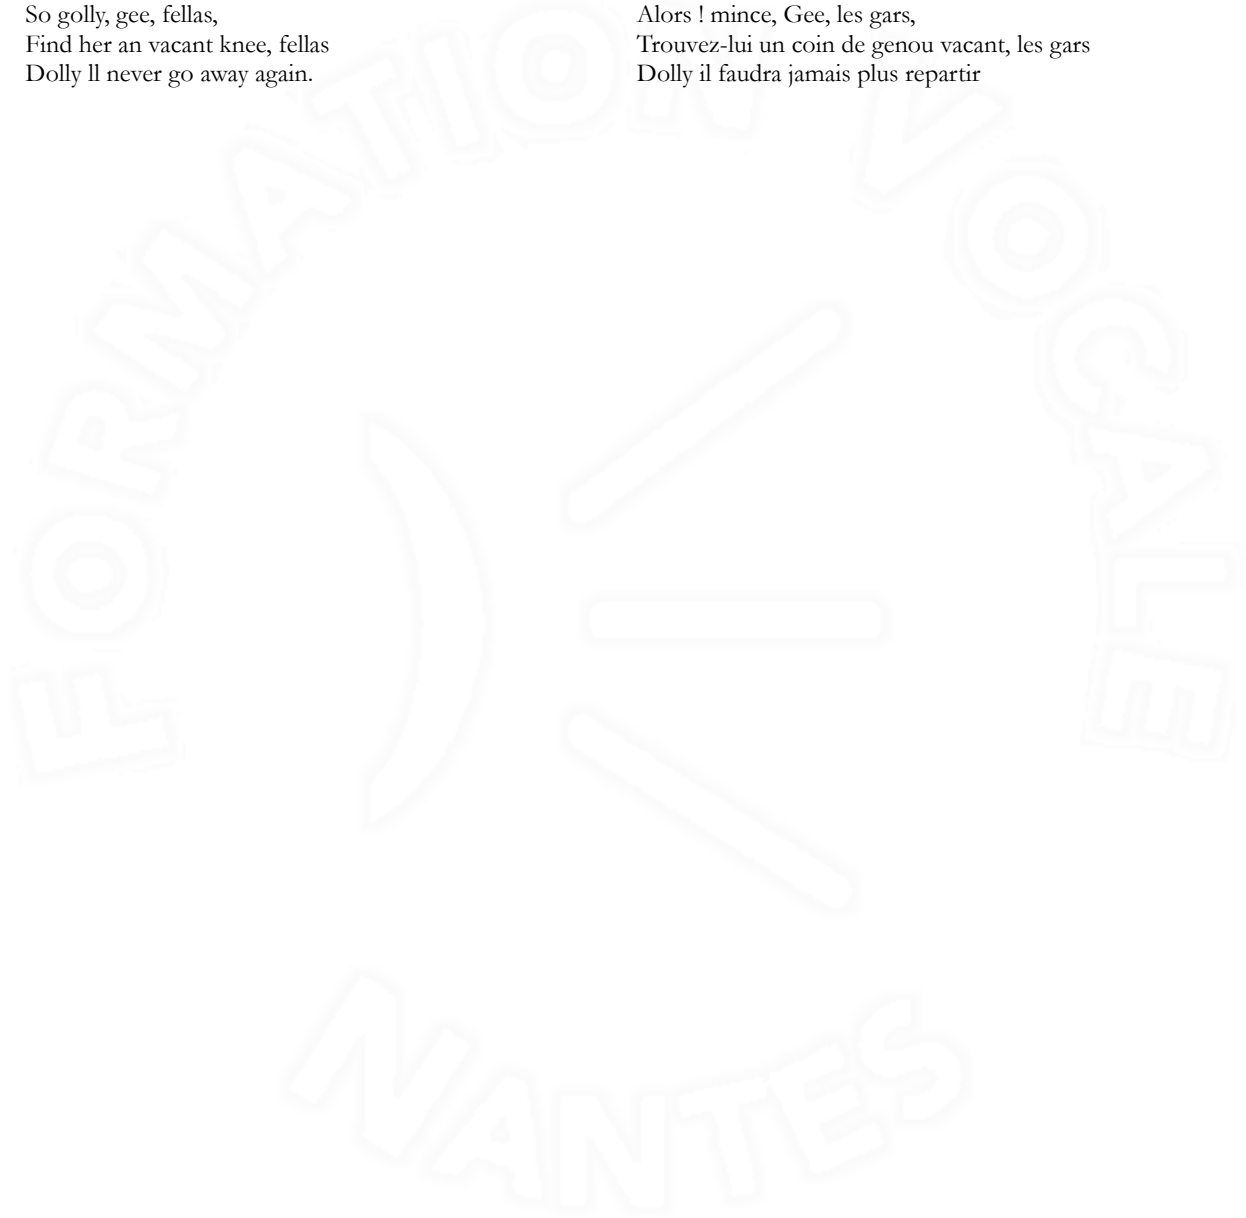 So golly, gee, fellas,
Find her an vacant knee, fellas
Dolly ll never go away again.
Alors ! mince, Gee, les gars,
Trouvez-lui un coin de genou vacant, les gars
Dolly il faudra jamais plus repartir
FORMATION VOCALE
NANTES